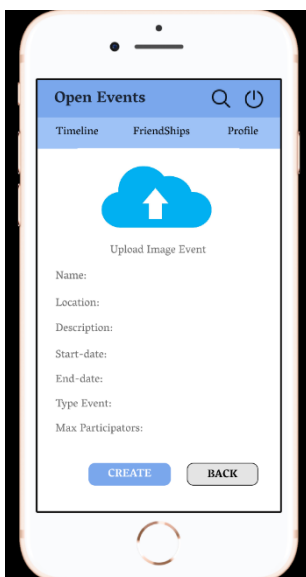 Open Events
Timeline FriendShips Profile
Upload Image Event
Name:
Location:
Description:
Start-date:
End-date:
Type Event:
Max Participators:
CREATE BACK